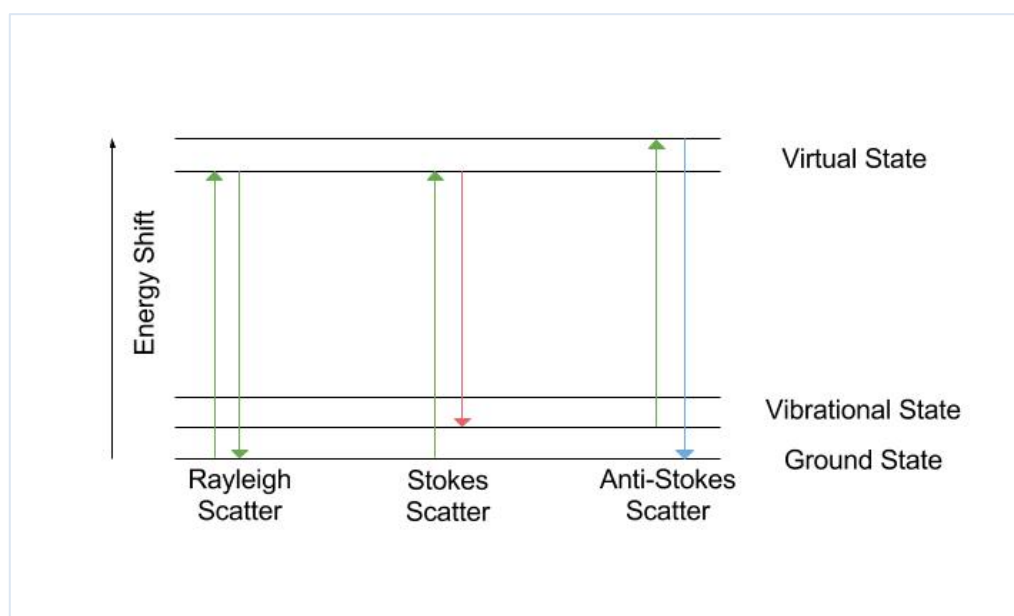 Virtual State
Energy Shift
Vibrational State
Ground State
Rayleigh
Scatter
Stokes
Scatter
Anti-Stokes
Scatter